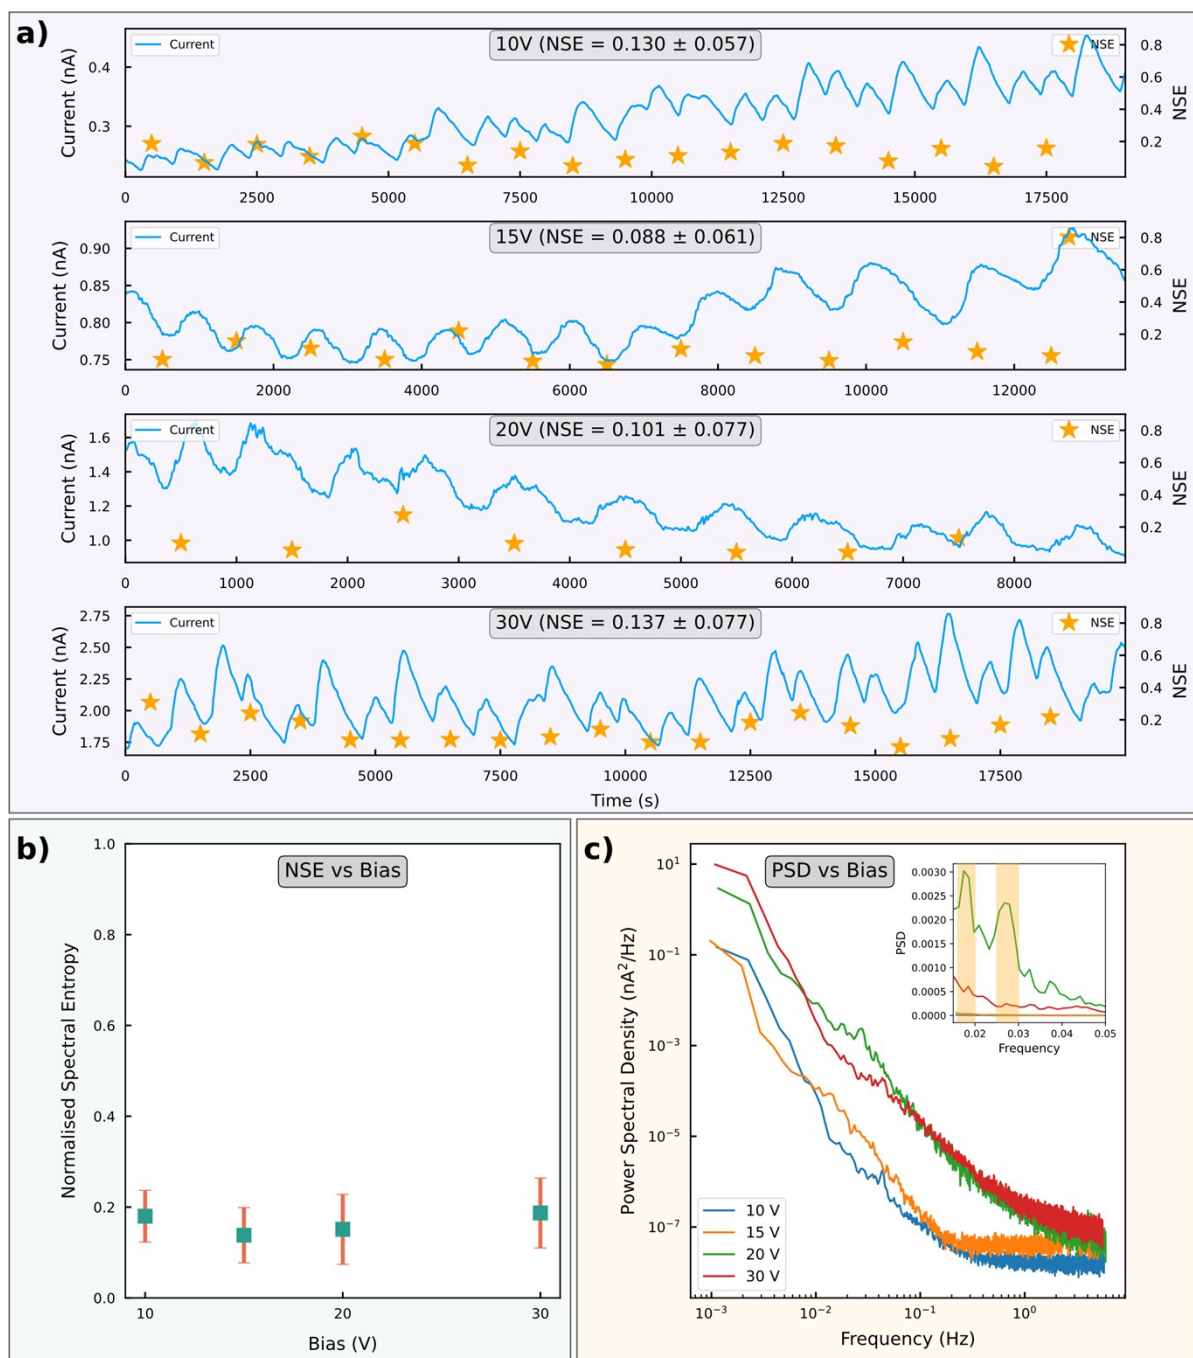 a)
10V (NSE = 0.130 ± 0.057)
Current
NSE
Current (nA)
0.4
0.3
0.8
0.6
0.4
0.2
NSE
0 2500 5000 7500 10000 12500 15000 17500
15V (NSE = 0.088 ± 0.061)
Current
NSE
Current (nA)
0.90
0.85
0.80
0.75
0.8
0.6
0.4
0.2
NSE
0 2000 4000 6000 8000 10000 12000
20V (NSE = 0.101 ± 0.077)
Current
NSE
Current (nA)
1.6
1.4
1.2
1.0
0.8
0.6
0.4
0.2
NSE
0 1000 2000 3000 4000 5000 6000 7000 8000
30V (NSE = 0.137 ± 0.077)
Current
NSE
Current (nA)
2.75
2.50
2.25
2.00
1.75
0.8
0.6
0.4
0.2
NSE
0 2500 5000 7500 10000 12500 15000 17500
Time (s)
b)
NSE vs Bias
Normalised Spectral Entropy
1.0
0.8
0.6
0.4
0.2
0.0
10 20 30
Bias (V)
c)
PSD vs Bias
Power Spectral Density (nA²/Hz)
10¹
10⁻¹
10⁻³
10⁻⁵
10⁻⁷
PSD
0.0030
0.0025
0.0020
0.0015
0.0010
0.0005
0.0000
0.02 0.03 0.04 0.05
Frequency
10 V
15 V
20 V
30 V
10⁻³ 10⁻² 10⁻¹ 10⁰
Frequency (Hz)